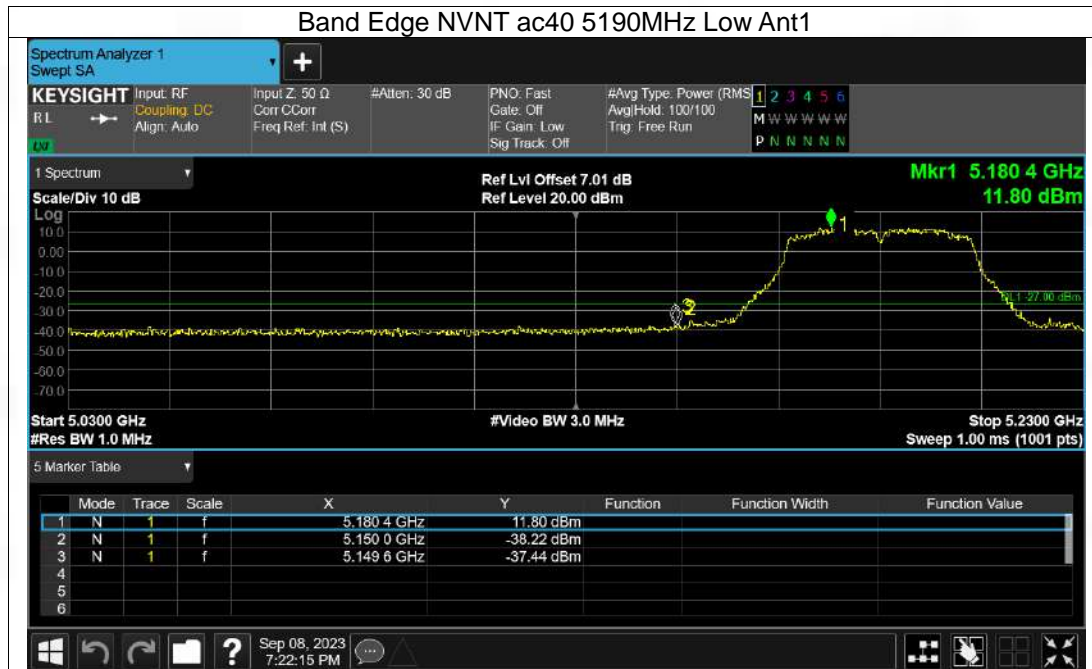 Band Edge NVNT ac40 5190MHz Low Ant1
Spectrum Analyzer 1
Swept SA
+
KEYSIGHT
RL
LXI
Input: RF
Coupling: DC
Align: Auto
Input Z: 50 Ω
Corr CCorr
Freq Ref: Int (S)
#Atten: 30 dB
PNO: Fast
Gate: Off
IF Gain: Low
Sig Track: Off
#Avg Type: Power (RMS
Avg|Hold: 100/100
Trig: Free Run
1 2 3 4 5 6
M W W W W W
P N N N N N
1 Spectrum
Scale/Div 10 dB
Ref Lvl Offset 7.01 dB
Ref Level 20.00 dBm
Mkr1 5.180 4 GHz
11.80 dBm
Log
10.0
0.00
-10.0
-20.0
-30.0
-40.0
-50.0
-60.0
-70.0
1
DL1 -27.00 dBm
Start 5.0300 GHz
#Video BW 3.0 MHz
Stop 5.2300 GHz
#Res BW 1.0 MHz
Sweep 1.00 ms (1001 pts)
5 Marker Table
Mode Trace Scale X Y Function Function Width Function Value
1 N 1 f 5.180 4 GHz 11.80 dBm
2 N 1 f 5.150 0 GHz -38.22 dBm
3 N 1 f 5.149 6 GHz -37.44 dBm
4
5
6
?
Sep 08, 2023
7:22:15 PM